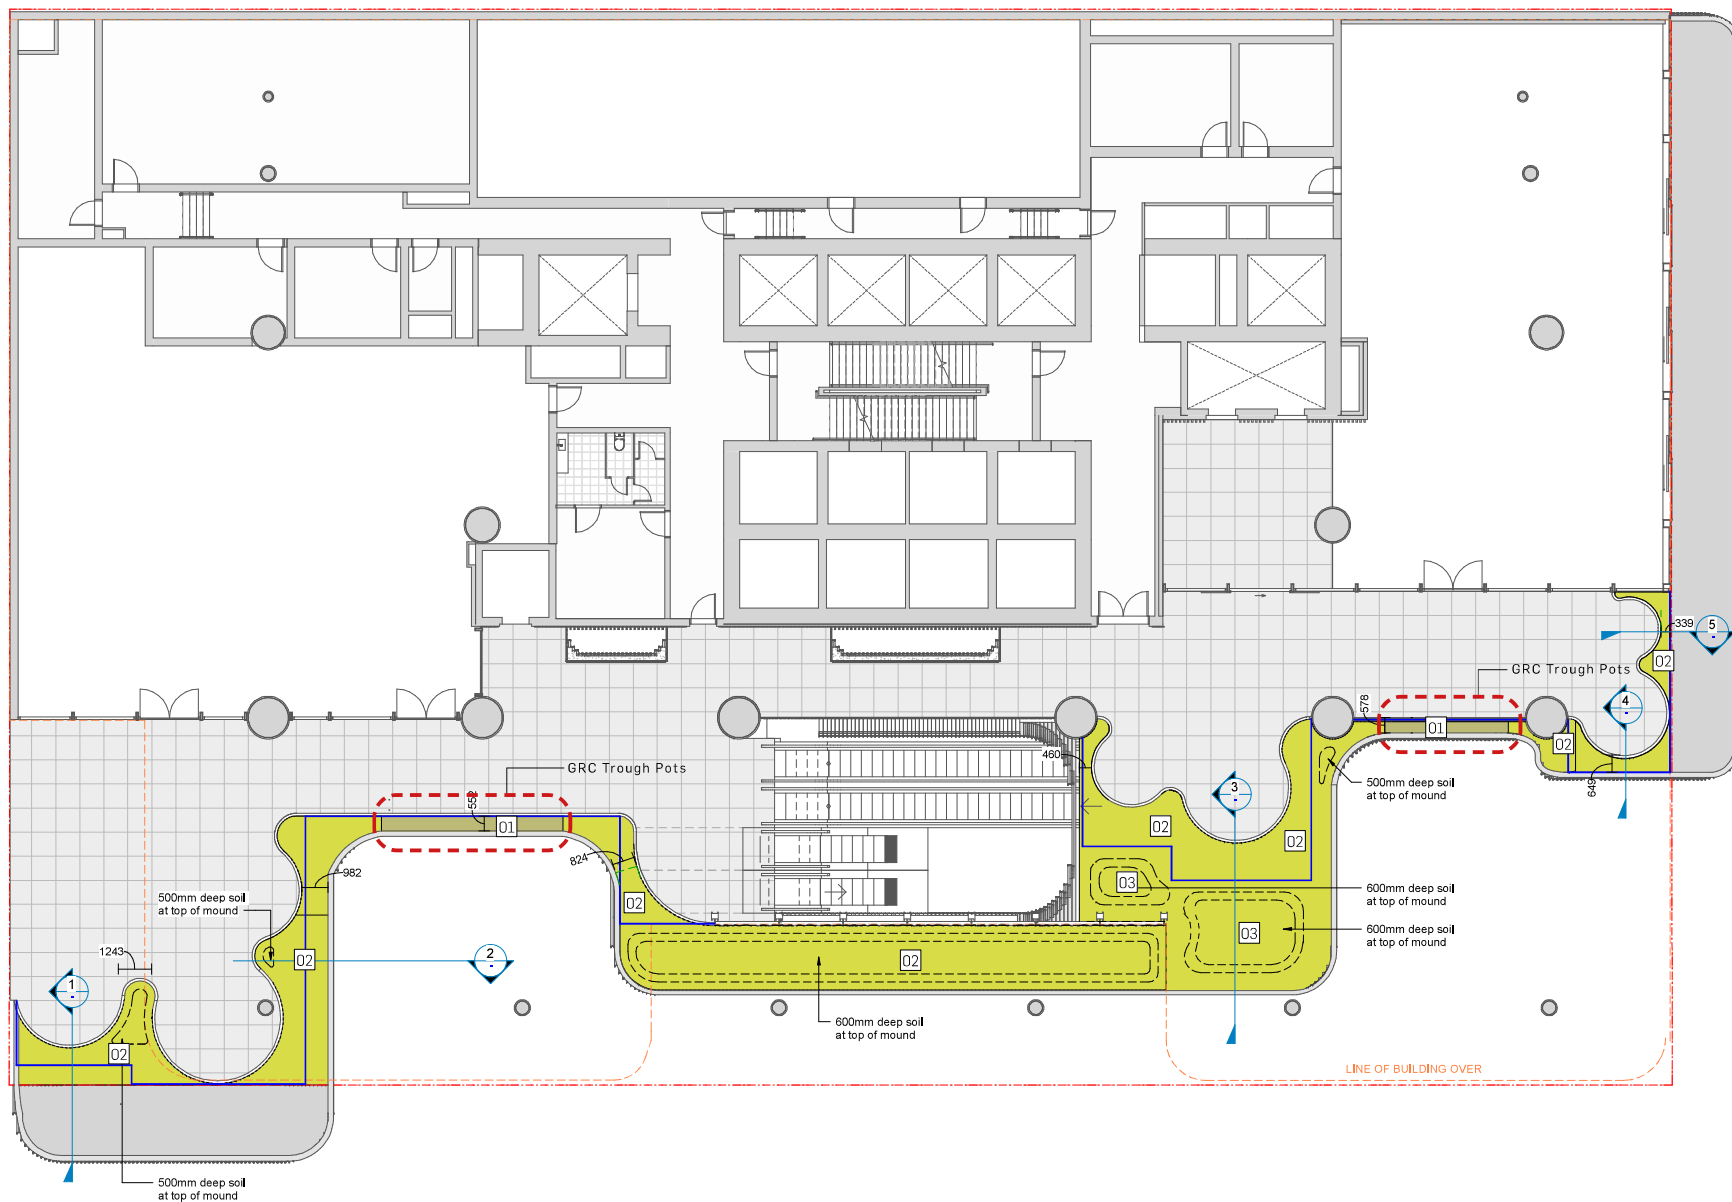 5
339
02
GRC Trough Pots
4
578
01
02
649
500mm deep soil
at top of mound
460
3
02
02
GRC Trough Pots
552
01
824
982
02
03
600mm deep soil
at top of mound
03
600mm deep soil
at top of mound
500mm deep soil
at top of mound
1243
02
2
02
1
600mm deep soil
at top of mound
02
LINE OF BUILDING OVER
500mm deep soil
at top of mound